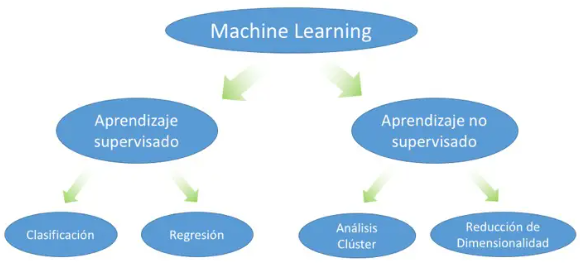 Machine Learning
Aprendizaje
supervisado
Aprendizaje no
supervisado
Clasificación
Regresión
Análisis
Clúster
Reducción de
Dimensionalidad